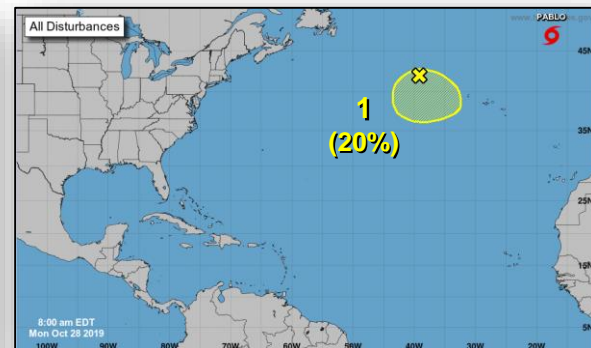 All Disturbances
PABLO
45N
1
(20%)
35N
25N
15N
5N
8:00 am EDT
Mon Oct 28 2019
100W 90W 80W 70W 60W 50W 40W 30W 20W